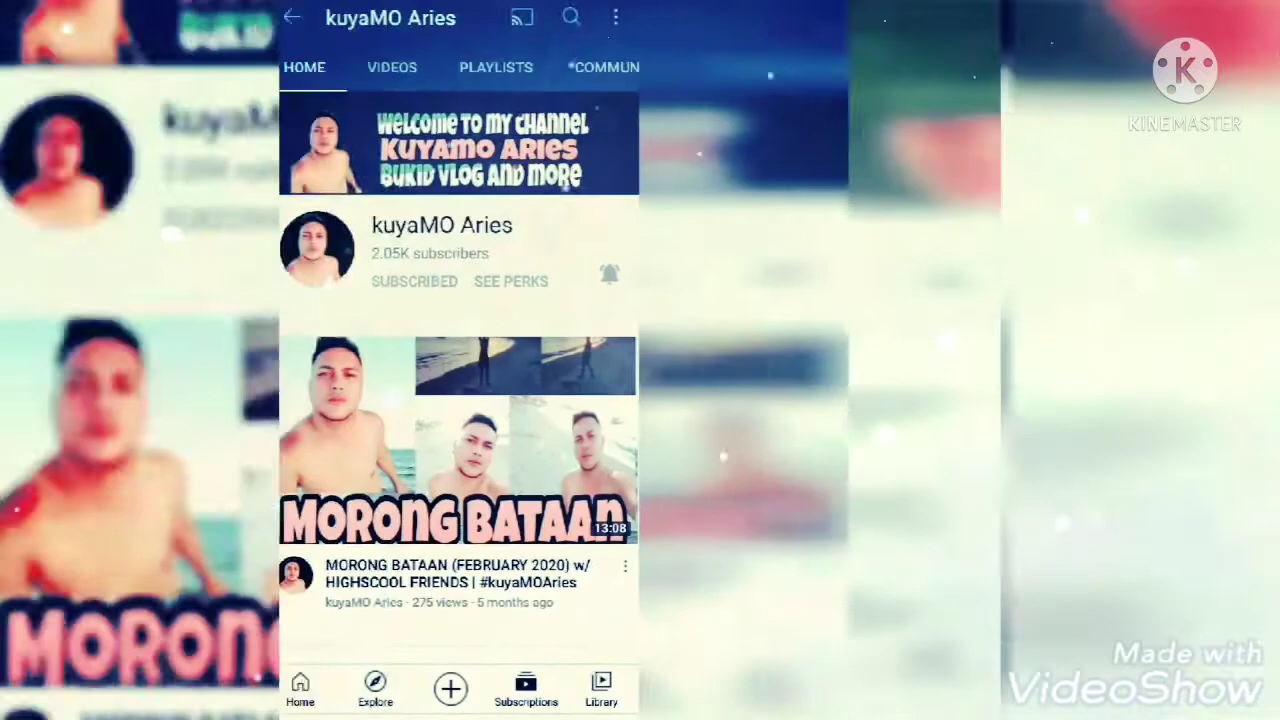 BUKID
kuyaMO Aries
HOME VIDEOS PLAYLISTS *COMMUN
WELCOME TO MY CHANNEL
KUYAMO ARIES
BUKID VLOG AND MORE
kuyaM
kuyaMO Aries
2.05K subscribers
SUBSCRIBED SEE PERKS
K
KINEMASTER
MORONG BATAAN
13:08
MORONG BATAAN (FEBRUARY 2020) w/
HIGHSCOOL FRIENDS | #kuyaMOAries
kuyaMO Aries · 275 views · 5 months ago
MORONG
Home Explore Subscriptions Library
Made with
VideoShow